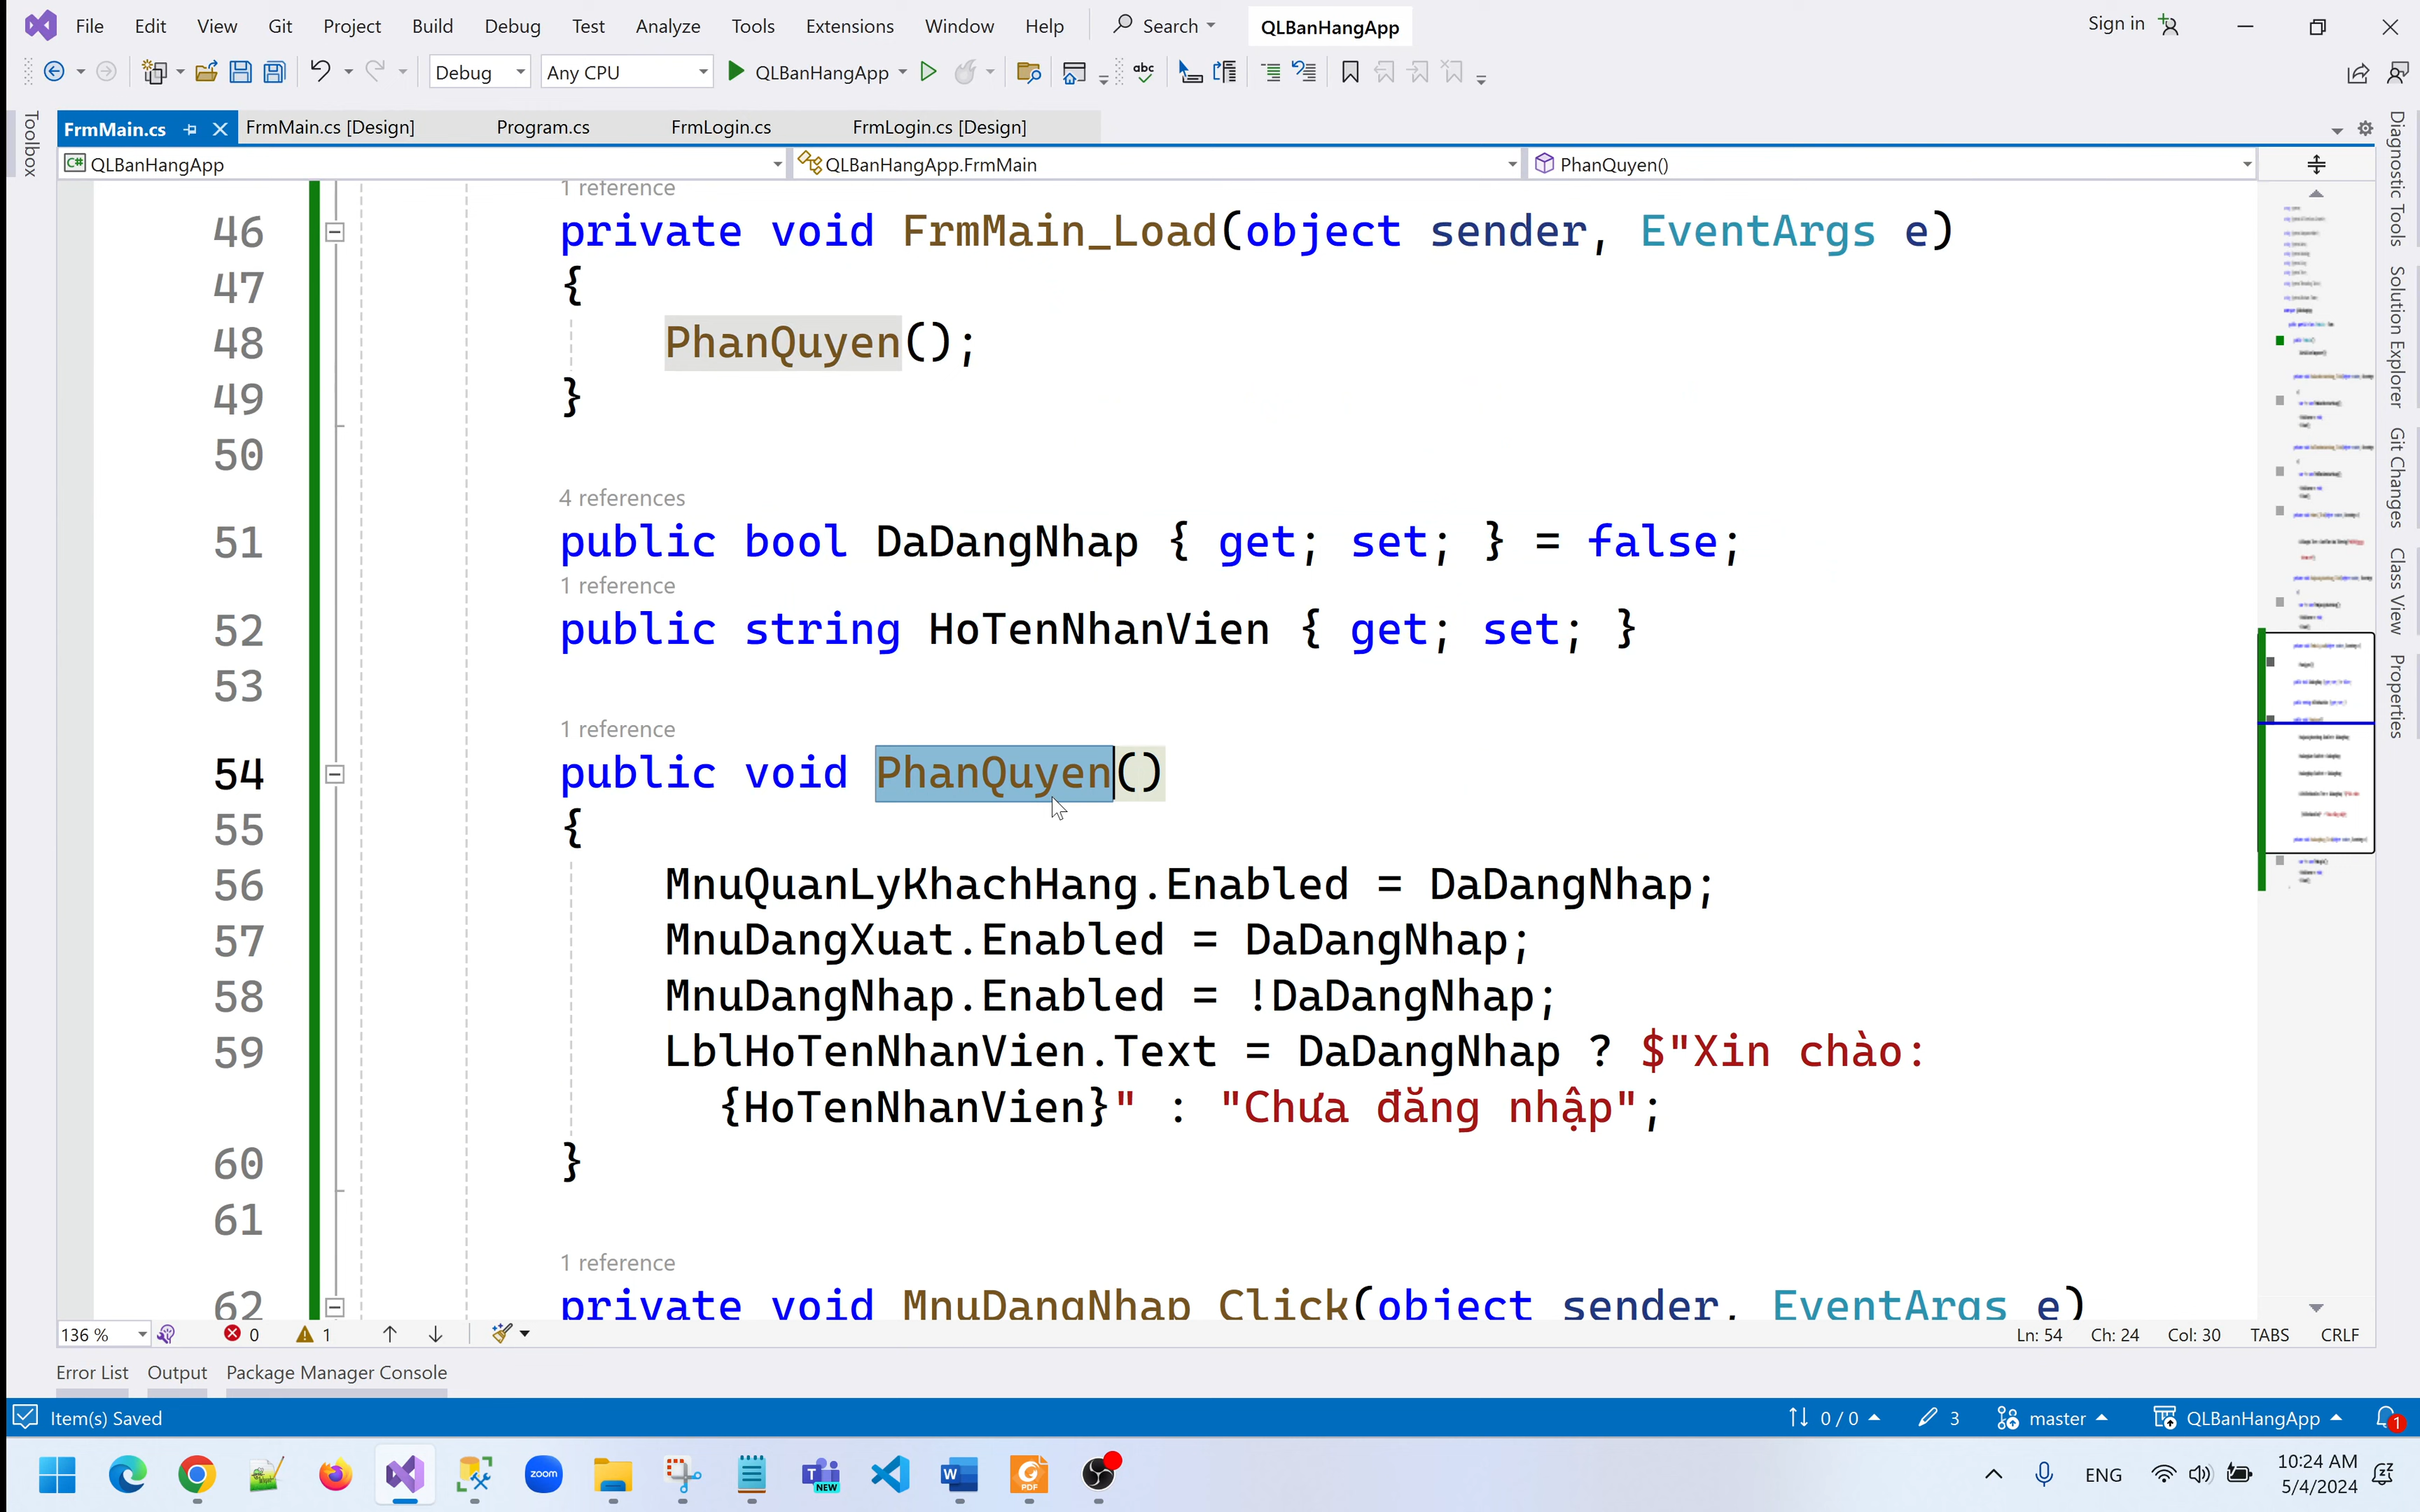 File Edit View Git Project Build Debug Test Analyze Tools Extensions Window Help Search QLBanHangApp Sign in
Debug Any CPU QLBanHangApp abc
FrmMain.cs FrmMain.cs [Design] Program.cs FrmLogin.cs FrmLogin.cs [Design]
C# QLBanHangApp QLBanHangApp.FrmMain PhanQuyen()
Toolbox
Diagnostic Tools
Solution Explorer
Git Changes
Class View
Properties
1 reference
46 private void FrmMain_Load(object sender, EventArgs e)
47 {
48 PhanQuyen();
49 }
50
4 references
51 public bool DaDangNhap { get; set; } = false;
1 reference
52 public string HoTenNhanVien { get; set; }
53
1 reference
54 public void PhanQuyen()
55 {
56 MnuQuanLyKhachHang.Enabled = DaDangNhap;
57 MnuDangXuat.Enabled = DaDangNhap;
58 MnuDangNhap.Enabled = !DaDangNhap;
59 LblHoTenNhanVien.Text = DaDangNhap ? $"Xin chào:
{HoTenNhanVien}" : "Chưa đăng nhập";
60 }
61
1 reference
62 private void MnuDangNhap_Click(object sender, EventArgs e)
136 % 0 1 Ln: 54 Ch: 24 Col: 30 TABS CRLF
Error List Output Package Manager Console
Item(s) Saved 0 / 0 3 master QLBanHangApp 1
zoom T NEW W PDF ENG 10:24 AM
5/4/2024